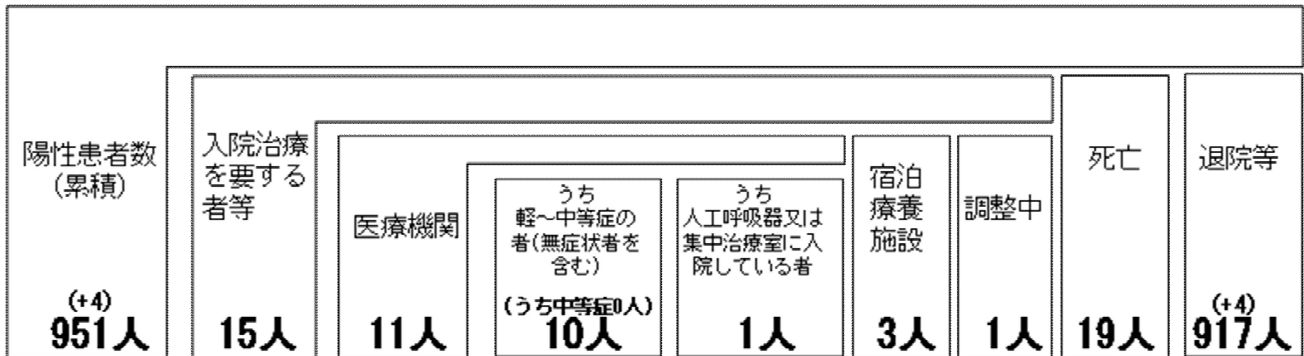 陽性患者数
(累積)
(+4)
951人
入院治療
を要する
者等
15人
医療機関
11人
うち
軽～中等症の
者(無症状者を
含む)
(うち中等症0人)
10人
うち
人工呼吸器又は
集中治療室に入
院している者
1人
宿泊
療養
施設
3人
調整中
1人
死亡
19人
退院等
(+4)
917人